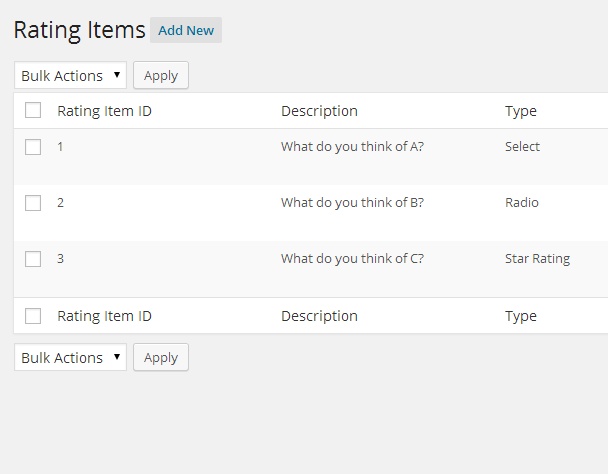 Rating Items Add New
Bulk Actions Apply
Rating Item ID Description Type
1 What do you think of A? Select
2 What do you think of B? Radio
3 What do you think of C? Star Rating
Rating Item ID Description Type
Bulk Actions Apply